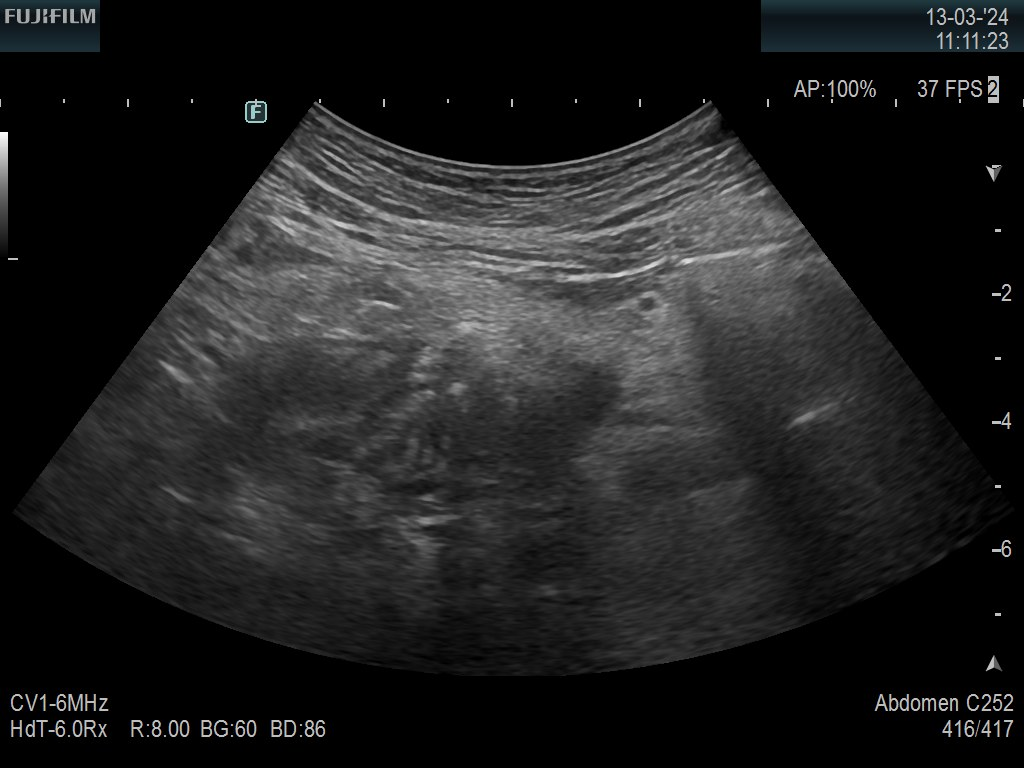 FUJIFILM
13-03-'24
11:11:23
AP:100% 37 FPS 2
F
2
4
6
CV1-6MHz
HdT-6.0Rx R:8.00 BG:60 BD:86
Abdomen C252
416/417